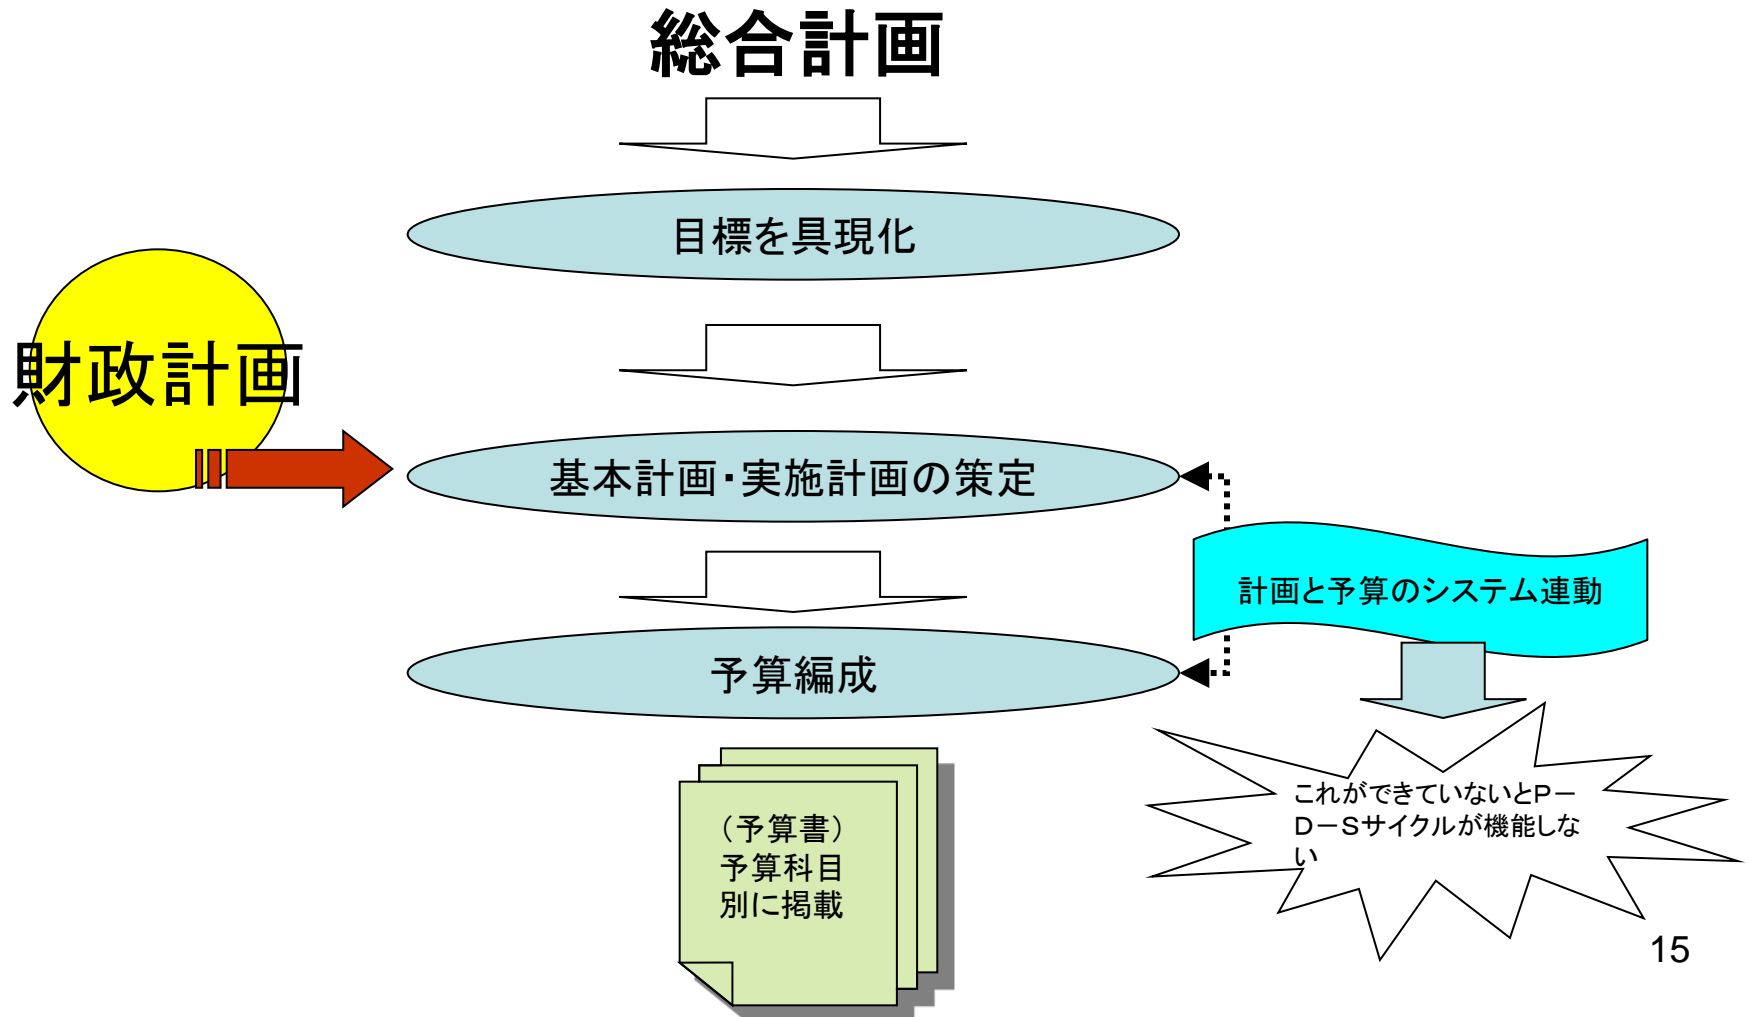 総合計画
目標を具現化
財政計画
基本計画・実施計画の策定
計画と予算のシステム連動
予算編成
これができていないとP－
D－Sサイクルが機能しな
い
（予算書）
予算科目
別に掲載
15